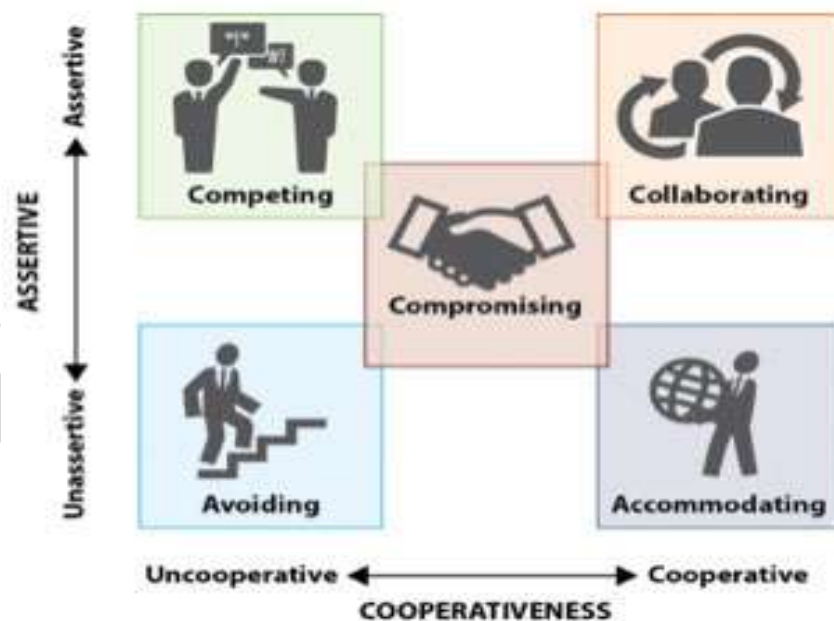 Assertive
ASSERTIVE
Unassertive
Competing
Collaborating
Compromising
Avoiding
Accommodating
Uncooperative
Cooperative
COOPERATIVENESS